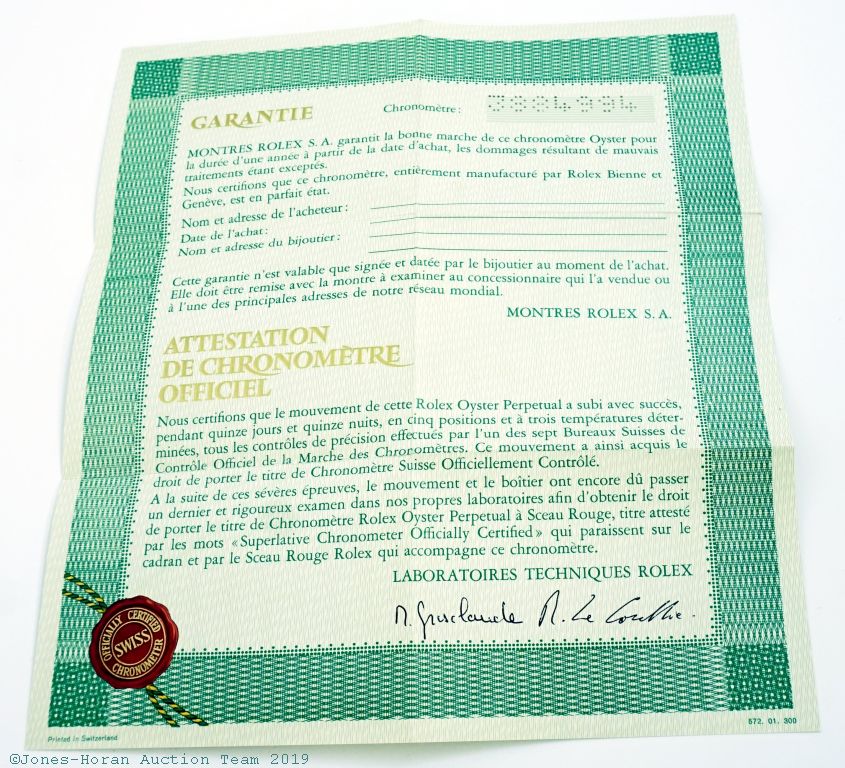 GARANTIE
Chronomètre: 3884994
MONTRES ROLEX S. A. garantit la bonne marche de ce chronomètre Oyster pour
la durée d'une année à partir de la date d'achat, les dommages résultant de mauvais
traitements étant exceptés.
Nous certifions que ce chronomètre, entièrement manufacturé par Rolex Bienne et
Genève, est en parfait état.
Nom et adresse de l'acheteur:
Date de l'achat:
Nom et adresse du bijoutier:
Cette garantie n'est valable que signée et datée par le bijoutier au moment de l'achat.
Elle doit être remise avec la montre à examiner au concessionnaire qui l'a vendue ou
à l'une des principales adresses de notre réseau mondial.
MONTRES ROLEX S. A.
ATTESTATION
DE CHRONOMÈTRE
OFFICIEL
Nous certifions que le mouvement de cette Rolex Oyster Perpetual a subi avec succès,
pendant quinze jours et quinze nuits, en cinq positions et à trois températures déter-
minées, tous les contrôles de précision effectués par l'un des sept Bureaux Suisses de
Contrôle Officiel de la Marche des Chronomètres. Ce mouvement a ainsi acquis le
droit de porter le titre de Chronomètre Suisse Officiellement Contrôlé.
A la suite de ces sévères épreuves, le mouvement et le boîtier ont encore dû passer
un dernier et rigoureux examen dans nos propres laboratoires afin d'obtenir le droit
de porter le titre de Chronomètre Rolex Oyster Perpetual à Sceau Rouge, titre attesté
par les mots «Superlative Chronometer Officially Certified» qui paraissent sur le
cadran et par le Sceau Rouge Rolex qui accompagne ce chronomètre.
LABORATOIRES TECHNIQUES ROLEX
OFFICIALLY CERTIFIED
SWISS
CHRONOMETER
Printed in Switzerland
572. 01. 300
©Jones-Horan Auction Team 2019